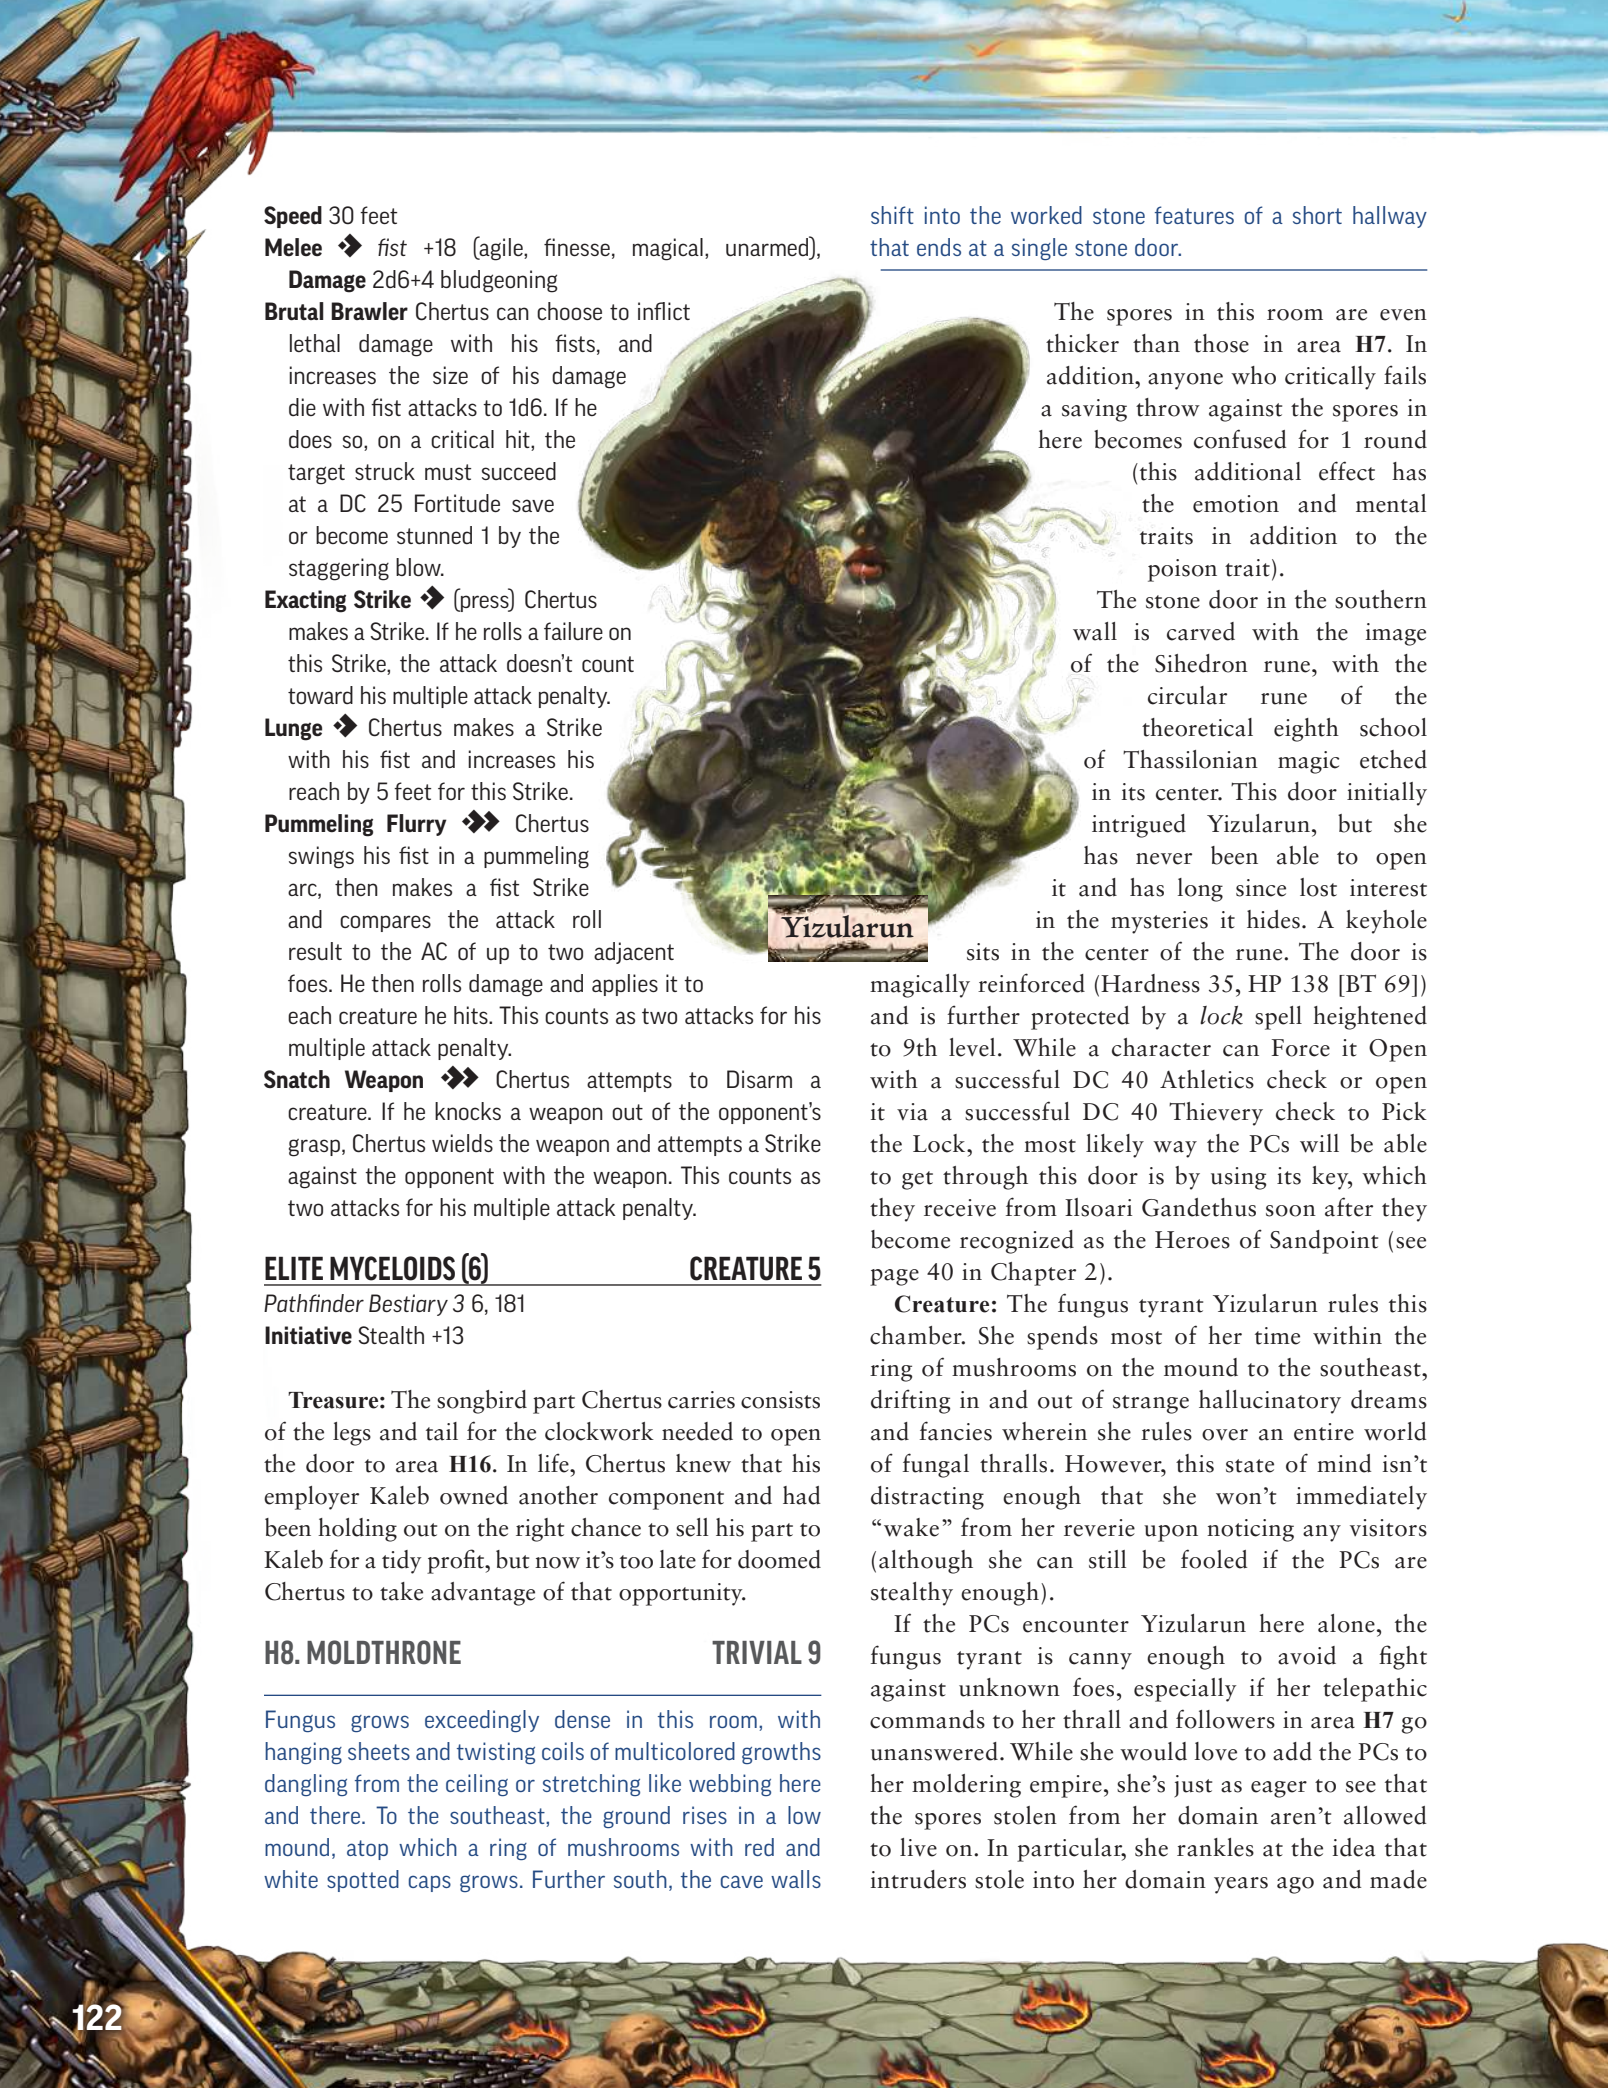 Speed 30 feet
Melee fist +18 (agile, finesse, magical, unarmed),
Damage 2d6+4 bludgeoning
Brutal Brawler Chertus can choose to inflict
lethal damage with his fists, and
increases the size of his damage
die with fist attacks to 1d6. If he
does so, on a critical hit, the
target struck must succeed
at a DC 25 Fortitude save
or become stunned 1 by the
staggering blow.
Exacting Strike (press) Chertus
makes a Strike. If he rolls a failure on
this Strike, the attack doesn't count
toward his multiple attack penalty.
Lunge Chertus makes a Strike
with his fist and increases his
reach by 5 feet for this Strike.
Pummeling Flurry Chertus
swings his fist in a pummeling
arc, then makes a fist Strike
and compares the attack roll
result to the AC of up to two adjacent
foes. He then rolls damage and applies it to
each creature he hits. This counts as two attacks for his
multiple attack penalty.
Snatch Weapon Chertus attempts to Disarm a
creature. If he knocks a weapon out of the opponent's
grasp, Chertus wields the weapon and attempts a Strike
against the opponent with the weapon. This counts as
two attacks for his multiple attack penalty.
ELITE MYCELOIDS (6) CREATURE 5
Pathfinder Bestiary 3 6, 181
Initiative Stealth +13
Treasure: The songbird part Chertus carries consists
of the legs and tail for the clockwork needed to open
the door to area H16. In life, Chertus knew that his
employer Kaleb owned another component and had
been holding out on the right chance to sell his part to
Kaleb for a tidy profit, but now it's too late for doomed
Chertus to take advantage of that opportunity.
H8. MOLDTHRONE TRIVIAL 9
Fungus grows exceedingly dense in this room, with
hanging sheets and twisting coils of multicolored growths
dangling from the ceiling or stretching like webbing here
and there. To the southeast, the ground rises in a low
mound, atop which a ring of mushrooms with red and
white spotted caps grows. Further south, the cave walls
shift into the worked stone features of a short hallway
that ends at a single stone door.
The spores in this room are even
thicker than those in area H7. In
addition, anyone who critically fails
a saving throw against the spores in
here becomes confused for 1 round
(this additional effect has
the emotion and mental
traits in addition to the
poison trait).
The stone door in the southern
wall is carved with the image
of the Sihedron rune, with the
circular rune of the
theoretical eighth school
of Thassilonian magic etched
in its center. This door initially
intrigued Yizularun, but she
has never been able to open
it and has long since lost interest
in the mysteries it hides. A keyhole
sits in the center of the rune. The door is
magically reinforced (Hardness 35, HP 138 [BT 69])
and is further protected by a lock spell heightened
to 9th level. While a character can Force it Open
with a successful DC 40 Athletics check or open
it via a successful DC 40 Thievery check to Pick
the Lock, the most likely way the PCs will be able
to get through this door is by using its key, which
they receive from Ilsoari Gandethus soon after they
become recognized as the Heroes of Sandpoint (see
page 40 in Chapter 2).
Creature: The fungus tyrant Yizularun rules this
chamber. She spends most of her time within the
ring of mushrooms on the mound to the southeast,
drifting in and out of strange hallucinatory dreams
and fancies wherein she rules over an entire world
of fungal thralls. However, this state of mind isn't
distracting enough that she won't immediately
"wake" from her reverie upon noticing any visitors
(although she can still be fooled if the PCs are
stealthy enough).
If the PCs encounter Yizularun here alone, the
fungus tyrant is canny enough to avoid a fight
against unknown foes, especially if her telepathic
commands to her thrall and followers in area H7 go
unanswered. While she would love to add the PCs to
her moldering empire, she's just as eager to see that
the spores stolen from her domain aren't allowed
to live on. In particular, she rankles at the idea that
intruders stole into her domain years ago and made
Yizularun
122